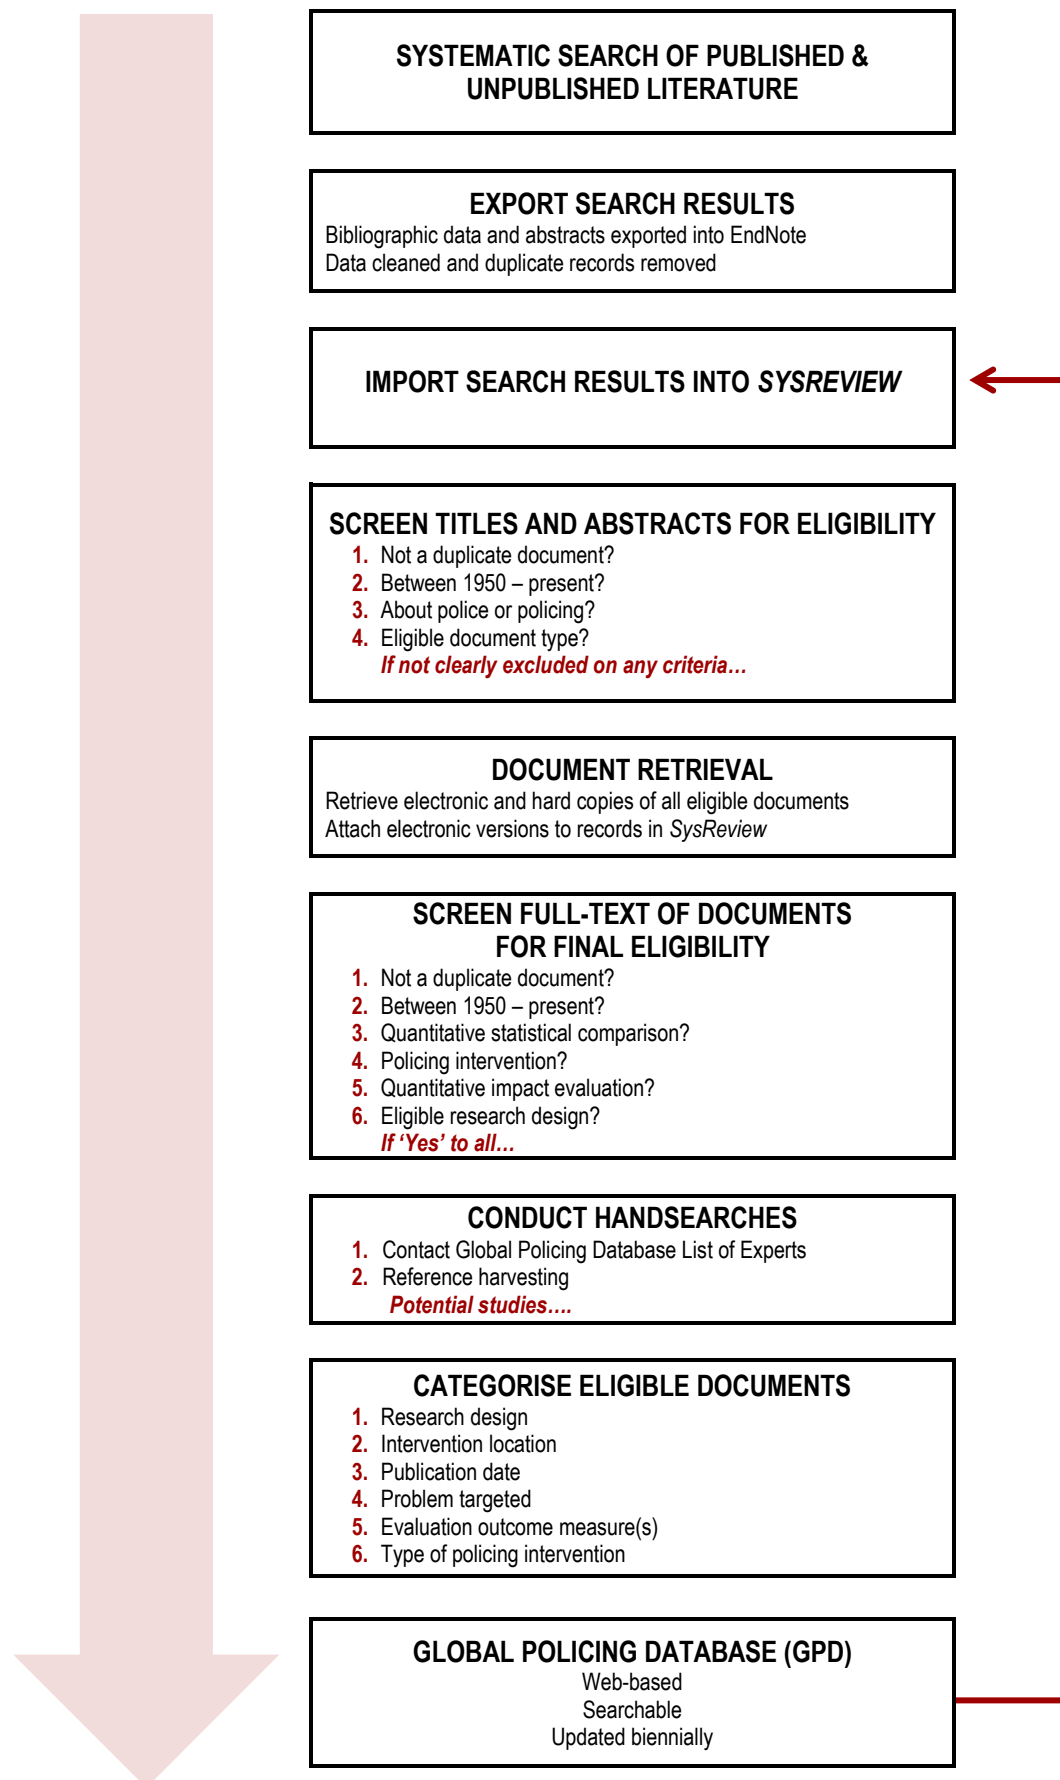 SYSTEMATIC SEARCH OF PUBLISHED &
UNPUBLISHED LITERATURE
EXPORT SEARCH RESULTS
Bibliographic data and abstracts exported into EndNote
Data cleaned and duplicate records removed
IMPORT SEARCH RESULTS INTO SYSREVIEW
SCREEN TITLES AND ABSTRACTS FOR ELIGIBILITY
1. Not a duplicate document?
2. Between 1950 – present?
3. About police or policing?
4. Eligible document type?
If not clearly excluded on any criteria…
DOCUMENT RETRIEVAL
Retrieve electronic and hard copies of all eligible documents
Attach electronic versions to records in SysReview
SCREEN FULL-TEXT OF DOCUMENTS
FOR FINAL ELIGIBILITY
1. Not a duplicate document?
2. Between 1950 – present?
3. Quantitative statistical comparison?
4. Policing intervention?
5. Quantitative impact evaluation?
6. Eligible research design?
If ‘Yes’ to all…
CONDUCT HANDSEARCHES
1. Contact Global Policing Database List of Experts
2. Reference harvesting
Potential studies….
CATEGORISE ELIGIBLE DOCUMENTS
1. Research design
2. Intervention location
3. Publication date
4. Problem targeted
5. Evaluation outcome measure(s)
6. Type of policing intervention
GLOBAL POLICING DATABASE (GPD)
Web-based
Searchable
Updated biennially